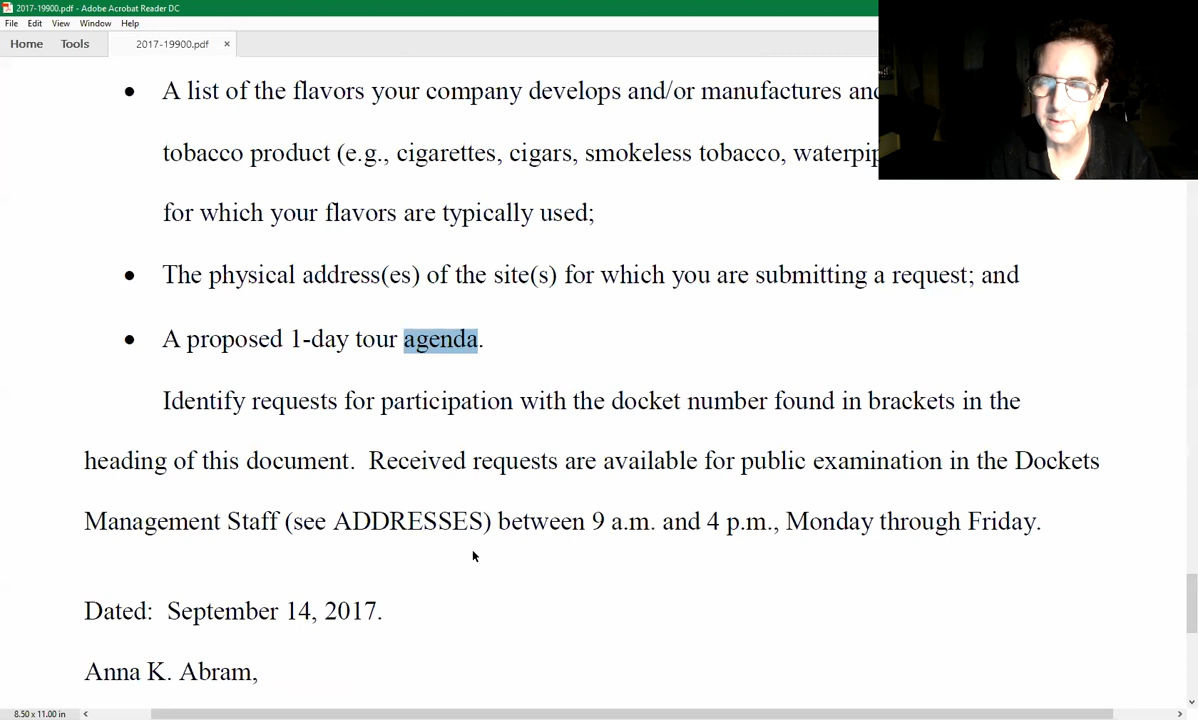 2017-19900.pdf - Adobe Acrobat Reader DC
File Edit View Window Help
Home Tools 2017-19900.pdf ×
• A list of the flavors your company develops and/or manufactures and
tobacco product (e.g., cigarettes, cigars, smokeless tobacco, waterpip
for which your flavors are typically used;
• The physical address(es) of the site(s) for which you are submitting a request; and
• A proposed 1-day tour agenda.
Identify requests for participation with the docket number found in brackets in the
heading of this document. Received requests are available for public examination in the Dockets
Management Staff (see ADDRESSES) between 9 a.m. and 4 p.m., Monday through Friday.
Dated: September 14, 2017.
Anna K. Abram,
8.50 x 11.00 in